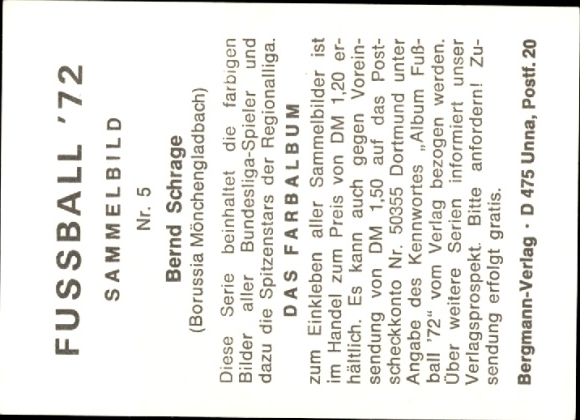 FUSSBALL '72
SAMMELBILD
Nr. 5
Bernd Schrage
(Borussia Mönchengladbach)
Diese Serie beinhaltet die farbigen
Bilder aller Bundesliga-Spieler und
dazu die Spitzenstars der Regionalliga.
DAS FARBALBUM
zum Einkleben aller Sammelbilder ist
im Handel zum Preis von DM 1,20 er-
hältlich. Es kann auch gegen Vorein-
sendung von DM 1,50 auf das Post-
scheckkonto Nr. 50355 Dortmund unter
Angabe des Kennwortes „Album Fuß-
ball '72" vom Verlag bezogen werden.
Über weitere Serien informiert unser
Verlagsprospekt. Bitte anfordern! Zu-
sendung erfolgt gratis.
Bergmann-Verlag · D 475 Unna, Postf. 20